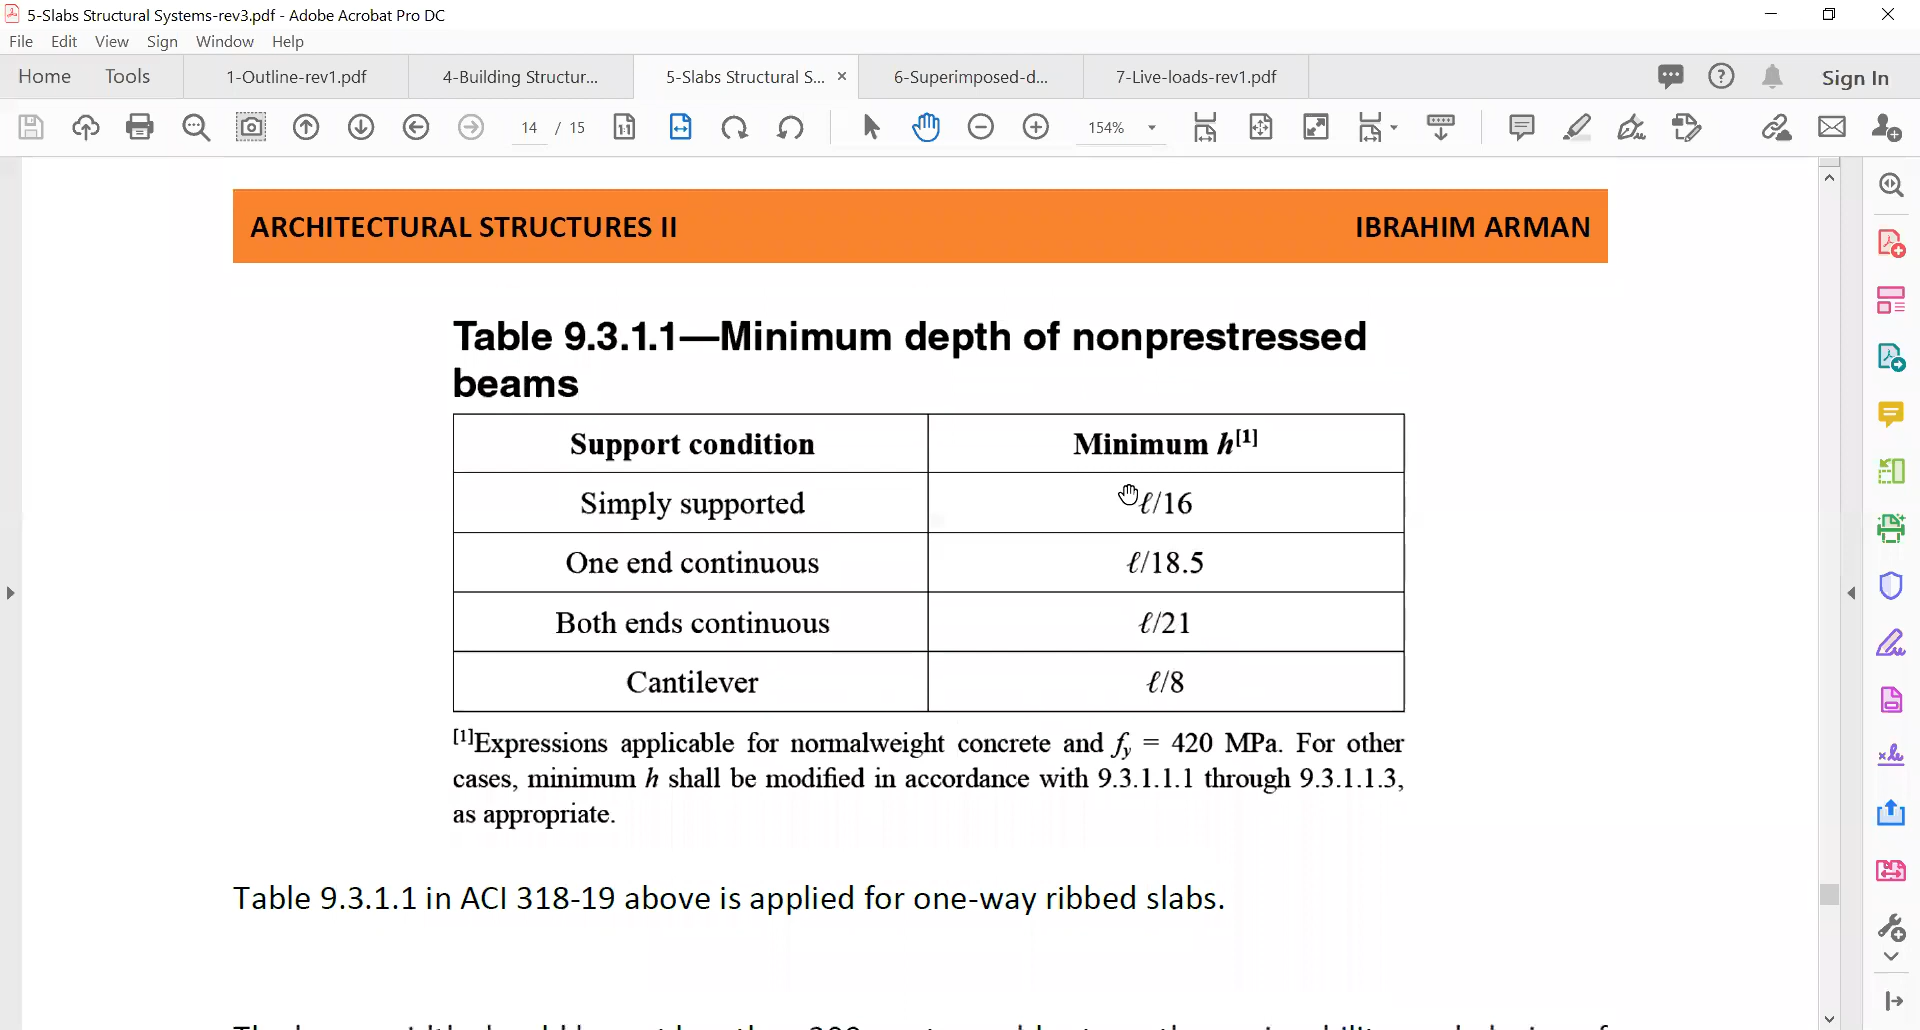 5-Slabs Structural Systems-rev3.pdf - Adobe Acrobat Pro DC
File Edit View Sign Window Help
Home Tools 1-Outline-rev1.pdf 4-Building Structur... 5-Slabs Structural S... × 6-Superimposed-d... 7-Live-loads-rev1.pdf Sign In
14 / 15 154%
ARCHITECTURAL STRUCTURES II IBRAHIM ARMAN
Table 9.3.1.1—Minimum depth of nonprestressed
beams
Support condition Minimum h[1]
Simply supported ℓ/16
One end continuous ℓ/18.5
Both ends continuous ℓ/21
Cantilever ℓ/8
[1]Expressions applicable for normalweight concrete and fy = 420 MPa. For other
cases, minimum h shall be modified in accordance with 9.3.1.1.1 through 9.3.1.1.3,
as appropriate.
Table 9.3.1.1 in ACI 318-19 above is applied for one-way ribbed slabs.